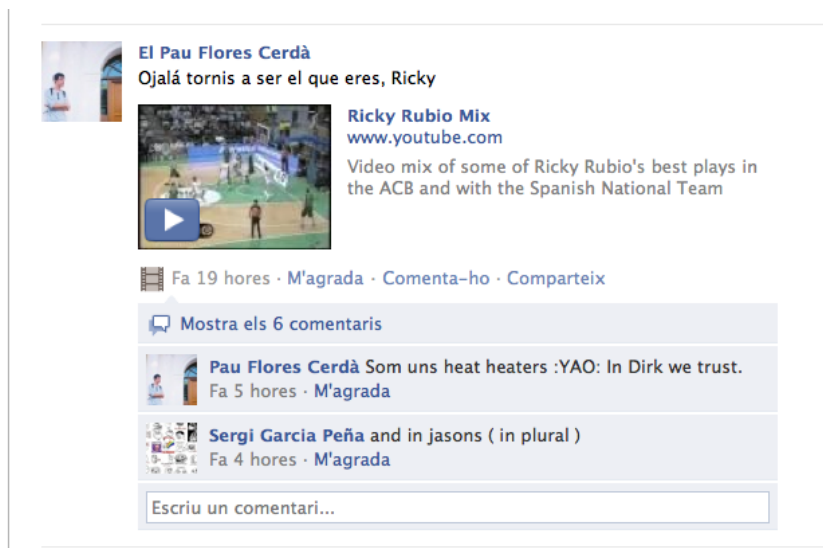 El Pau Flores Cerdà
Ojalá tornis a ser el que eres, Ricky
Ricky Rubio Mix
www.youtube.com
Video mix of some of Ricky Rubio's best plays in
the ACB and with the Spanish National Team
Fa 19 hores · M'agrada · Comenta-ho · Comparteix
Mostra els 6 comentaris
Pau Flores Cerdà Som uns heat heaters :YAO: In Dirk we trust.
Fa 5 hores · M'agrada
Sergi Garcia Peña and in jasons ( in plural )
Fa 4 hores · M'agrada
Escriu un comentari...